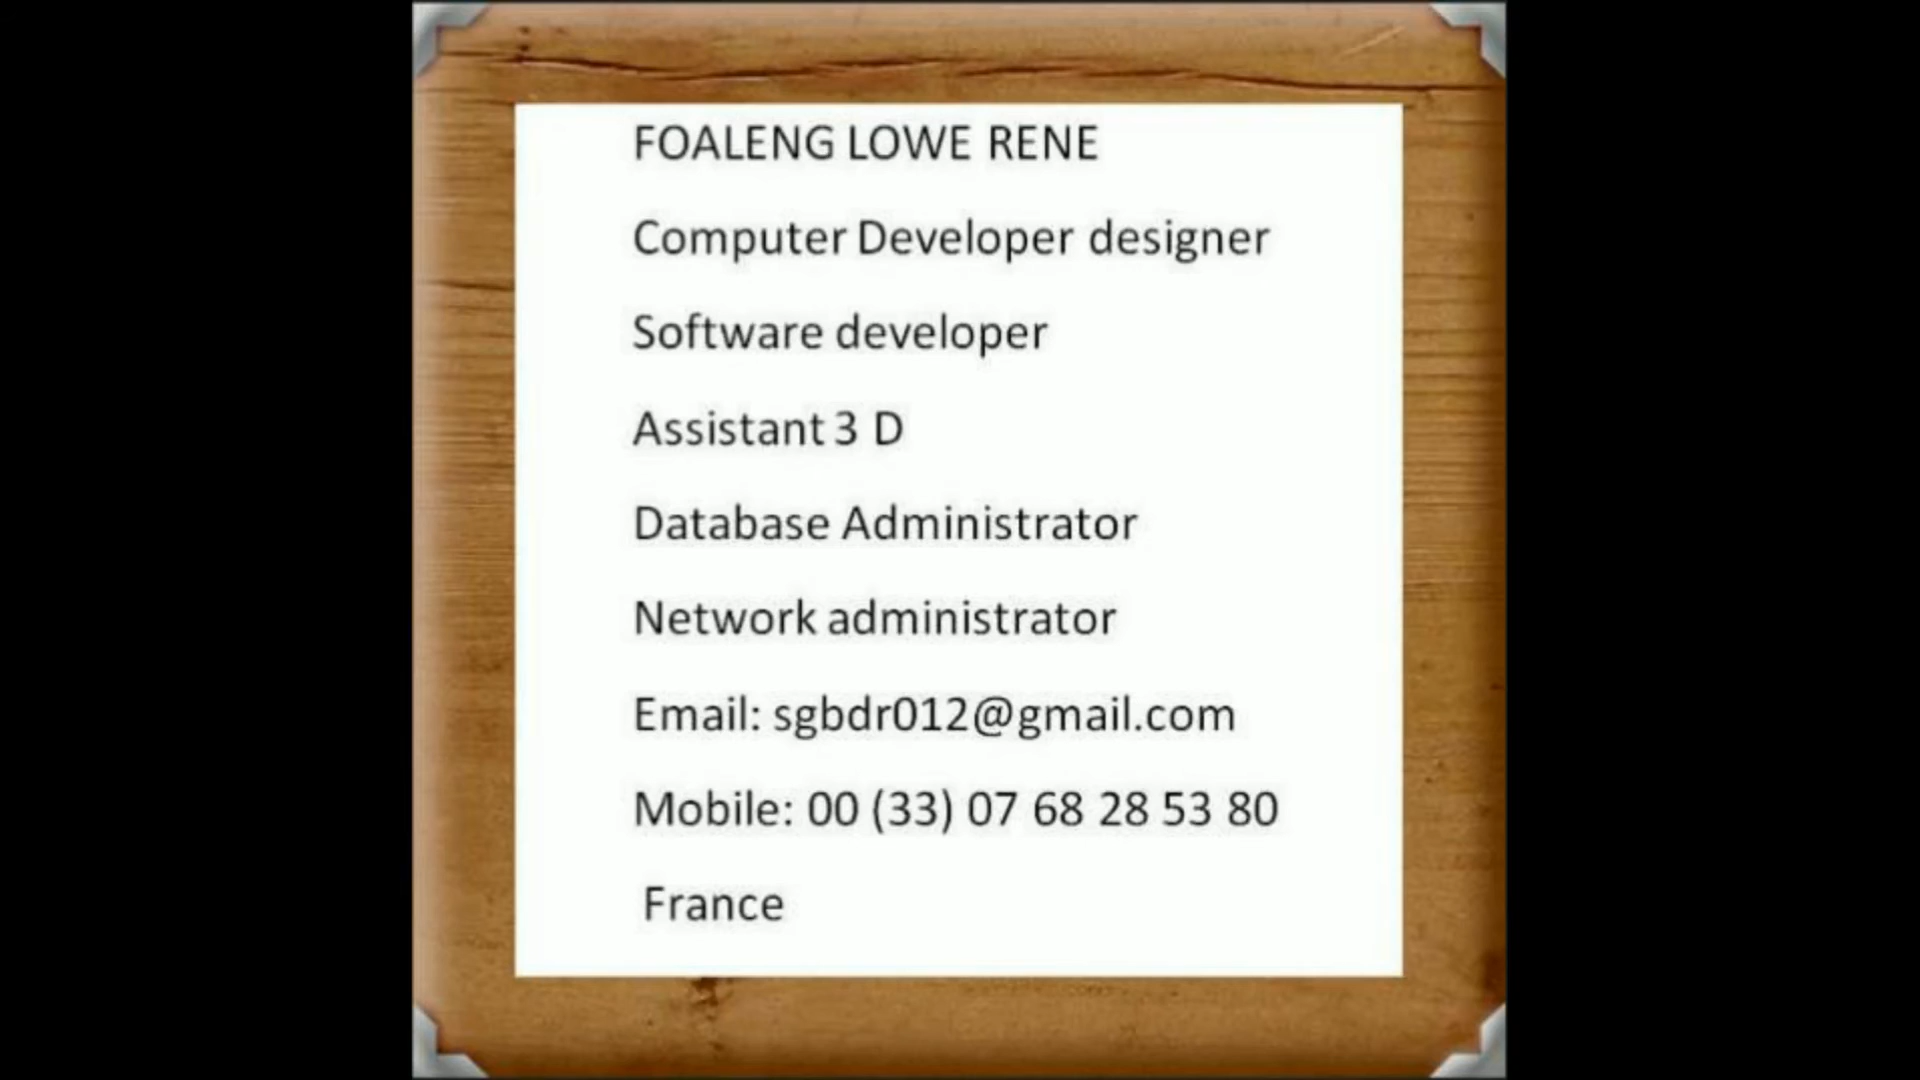 FOALENG LOWE RENE
Computer Developer designer
Software developer
Assistant 3 D
Database Administrator
Network administrator
Email: sgbdr012@gmail.com
Mobile: 00 (33) 07 68 28 53 80
France